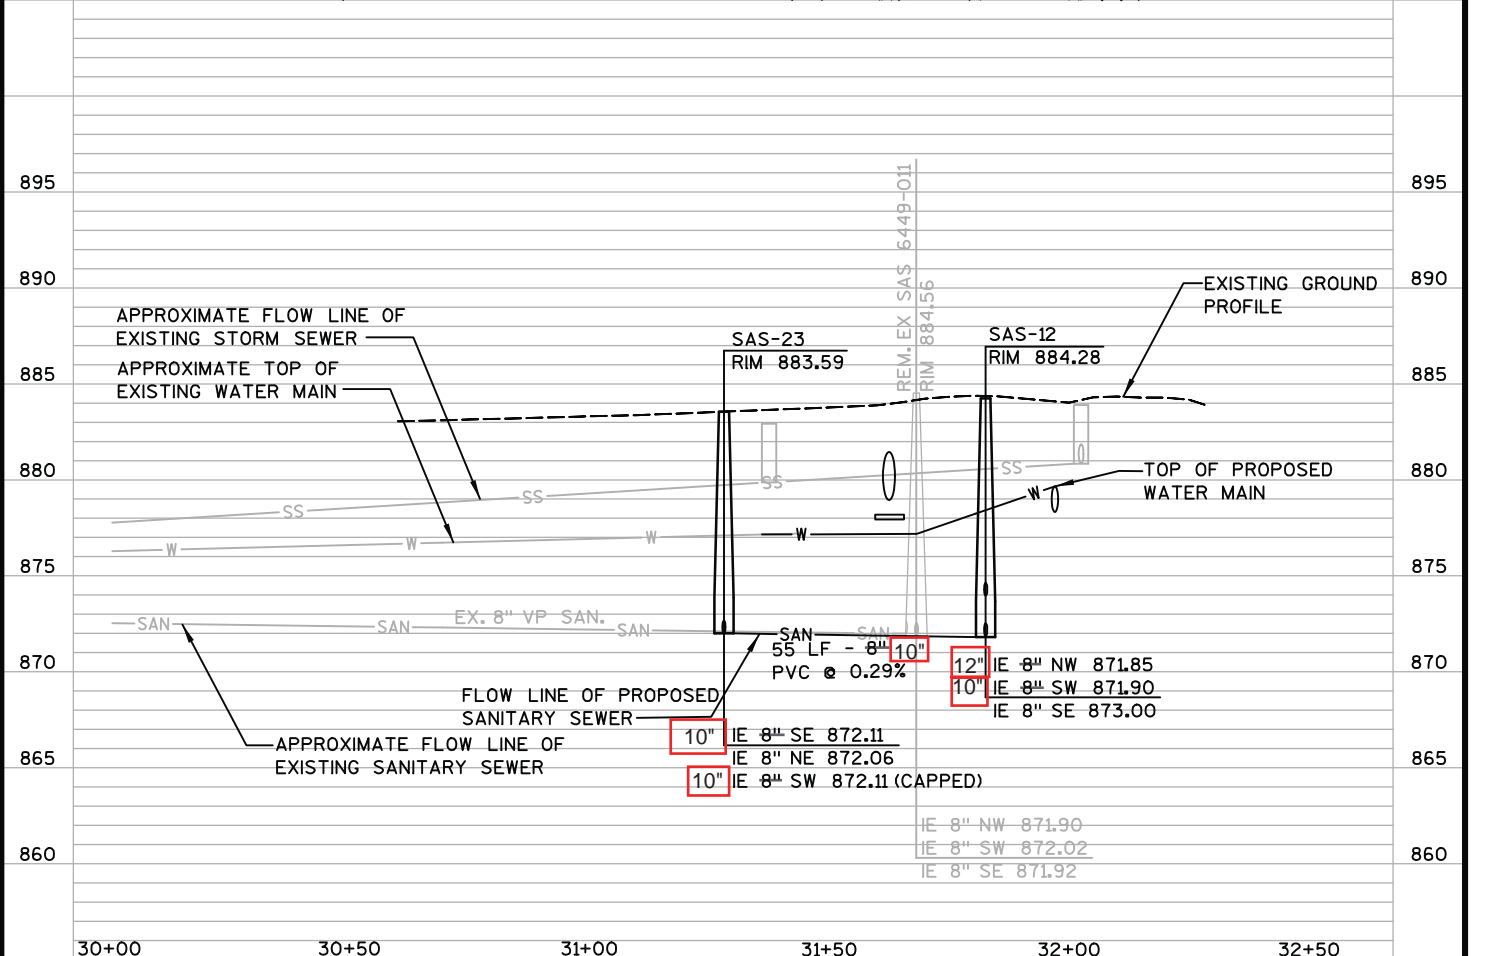 895
895
890
890
885
885
880
880
875
875
870
870
865
865
860
860
REM. EX SAS 6449-011
RIM 884.56
EXISTING GROUND
PROFILE
APPROXIMATE FLOW LINE OF
EXISTING STORM SEWER
APPROXIMATE TOP OF
EXISTING WATER MAIN
SAS-23
RIM 883.59
SAS-12
RIM 884.28
TOP OF PROPOSED
WATER MAIN
SS
SS
SS
SS
W
W
W
W
W
SAN
SAN
SAN
SAN
SAN
EX. 8" VP SAN.
55 LF - 8" 10"
PVC @ 0.29%
12" IE 8" NW 871.85
10" IE 8" SW 871.90
IE 8" SE 873.00
FLOW LINE OF PROPOSED
SANITARY SEWER
APPROXIMATE FLOW LINE OF
EXISTING SANITARY SEWER
10" IE 8" SE 872.11
IE 8" NE 872.06
10" IE 8" SW 872.11 (CAPPED)
IE 8" NW 871.90
IE 8" SW 872.02
IE 8" SE 871.92
30+00
30+50
31+00
31+50
32+00
32+50